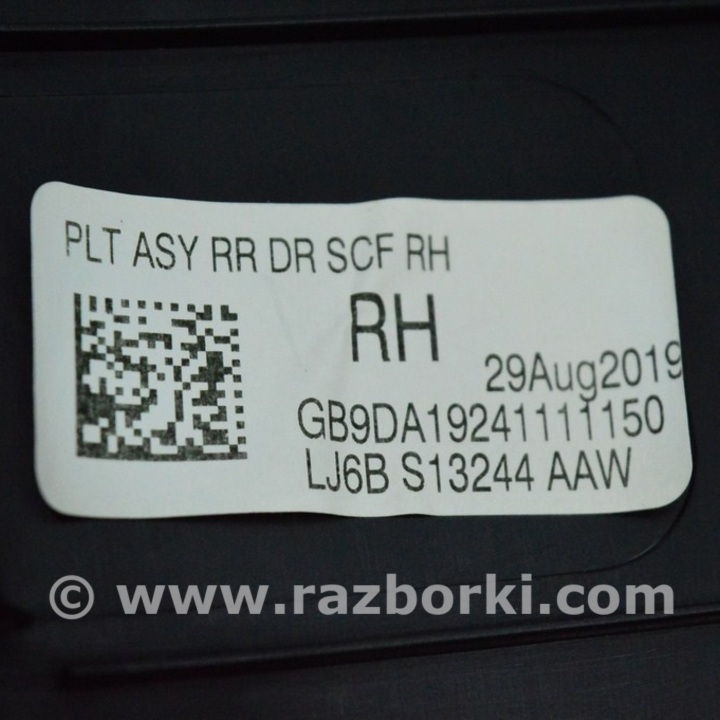 PLT ASY RR DR SCF RH
RH
29Aug2019
GB9DA19241111150
LJ6B S13244 AAW
© www.razborki.com